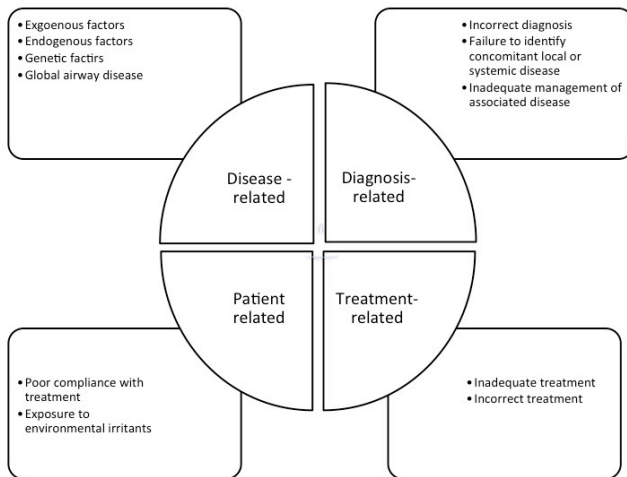 • Exgoenous factors
• Endogenous factors
• Genetic factirs
• Global airway disease
• Incorrect diagnosis
• Failure to identify
concomitant local or
systemic disease
• Inadequate management of
associated disease
Disease -
related
Diagnosis-
related
Patient
related
Treatment-
related
• Poor compliance with
treatment
• Exposure to
environmental irritants
• Inadequate treatment
• Incorrect treatment